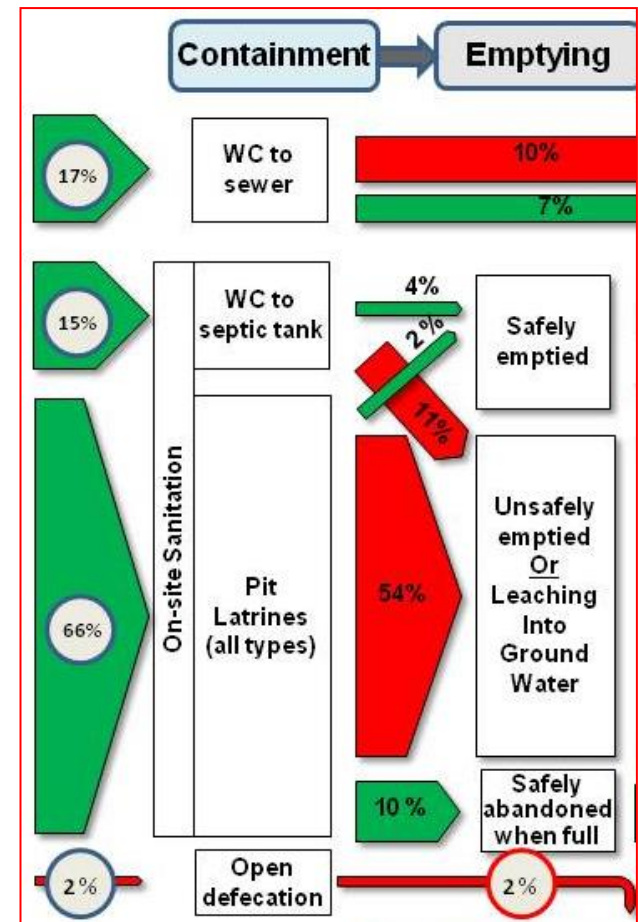 Containment
Emptying
17%
WC to
sewer
10%
7%
15%
On-site Sanitation
WC to
septic tank
4%
2%
11%
Safely
emptied
66%
Pit
Latrines
(all types)
54%
Unsafely
emptied
Or
Leaching
Into
Ground
Water
10 %
Safely
abandoned
when full
2%
Open
defecation
2%